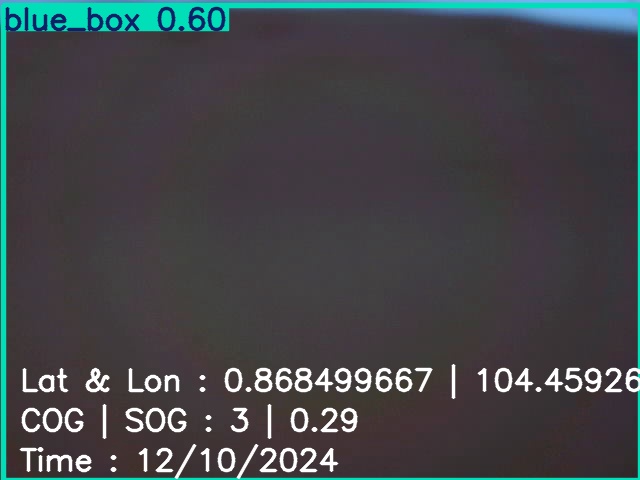 blue_box 0.60
Lat & Lon : 0.868499667 | 104.45926
COG | SOG : 3 | 0.29
Time : 12/10/2024